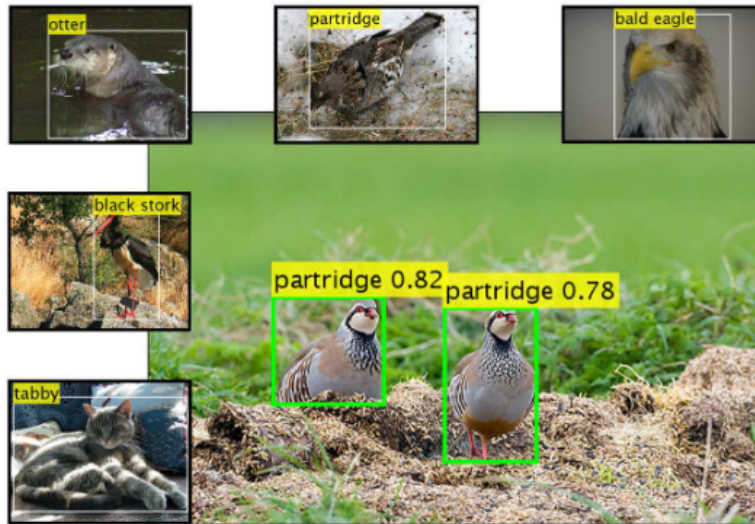 otter
partridge
bald eagle
black stork
partridge 0.82
partridge 0.78
tabby